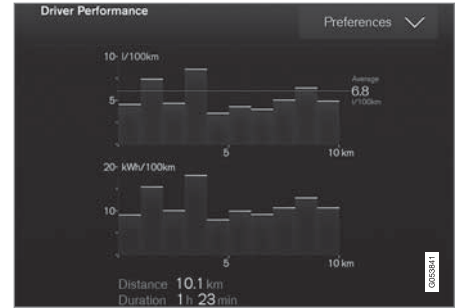 Driver Performance
Preferences
10- l/100km
Average
6.8
l/100km
5-
5
10 km
20- kWh/100km
10-
5
10 km
Distance 10.1 km
Duration 1 h 23 min
G053841